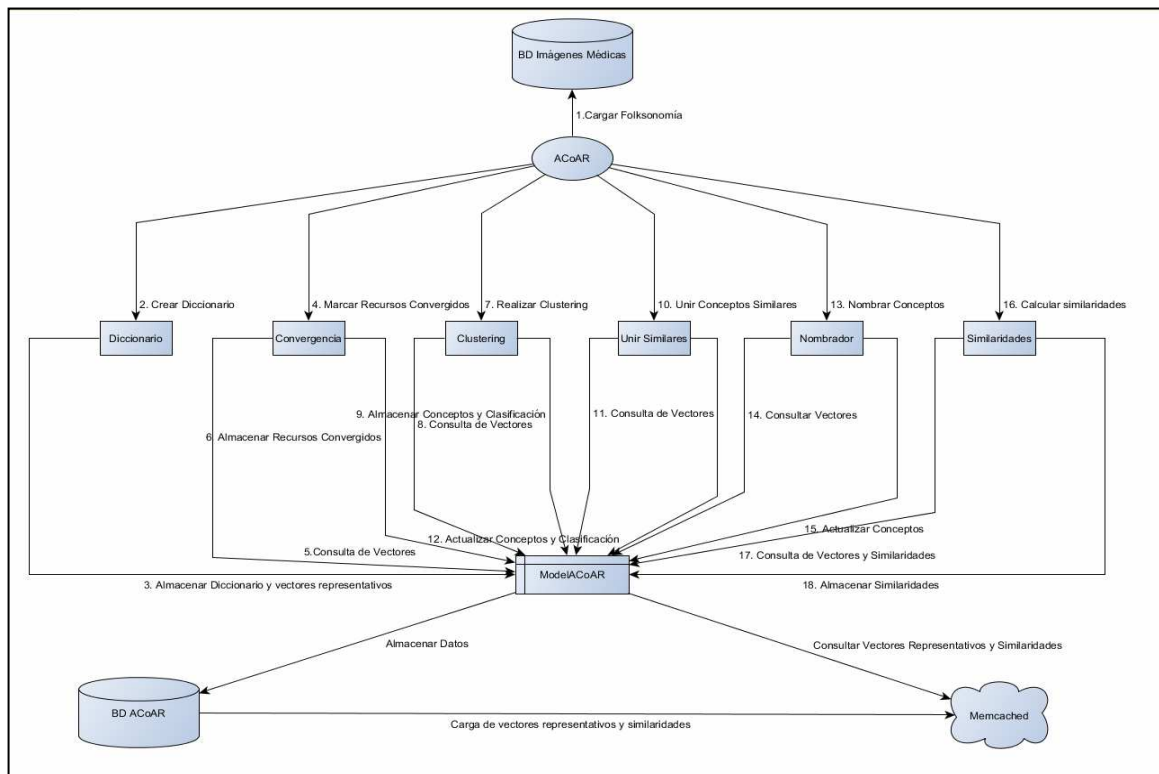 BD Imágenes Médicas
1.Cargar Folksonomía
ACoAR
2. Crear Diccionario
4. Marcar Recursos Convergidos
7. Realizar Clustering
10. Unir Conceptos Similares
13. Nombrar Conceptos
16. Calcular similaridades
Diccionario
Convergencia
Clustering
Unir Similares
Nombrador
Similaridades
9. Almacenar Conceptos y Clasificación
11. Consulta de Vectores
14. Consultar Vectores
8. Consulta de Vectores
6. Almacenar Recursos Convergidos
15. Actualizar Conceptos
12. Actualizar Conceptos y Clasificación
5.Consulta de Vectores
17. Consulta de Vectores y Similaridades
ModelACoAR
3. Almacenar Diccionario y vectores representativos
18. Almacenar Similaridades
Almacenar Datos
Consultar Vectores Representativos y Similaridades
BD ACoAR
Carga de vectores representativos y similaridades
Memcached